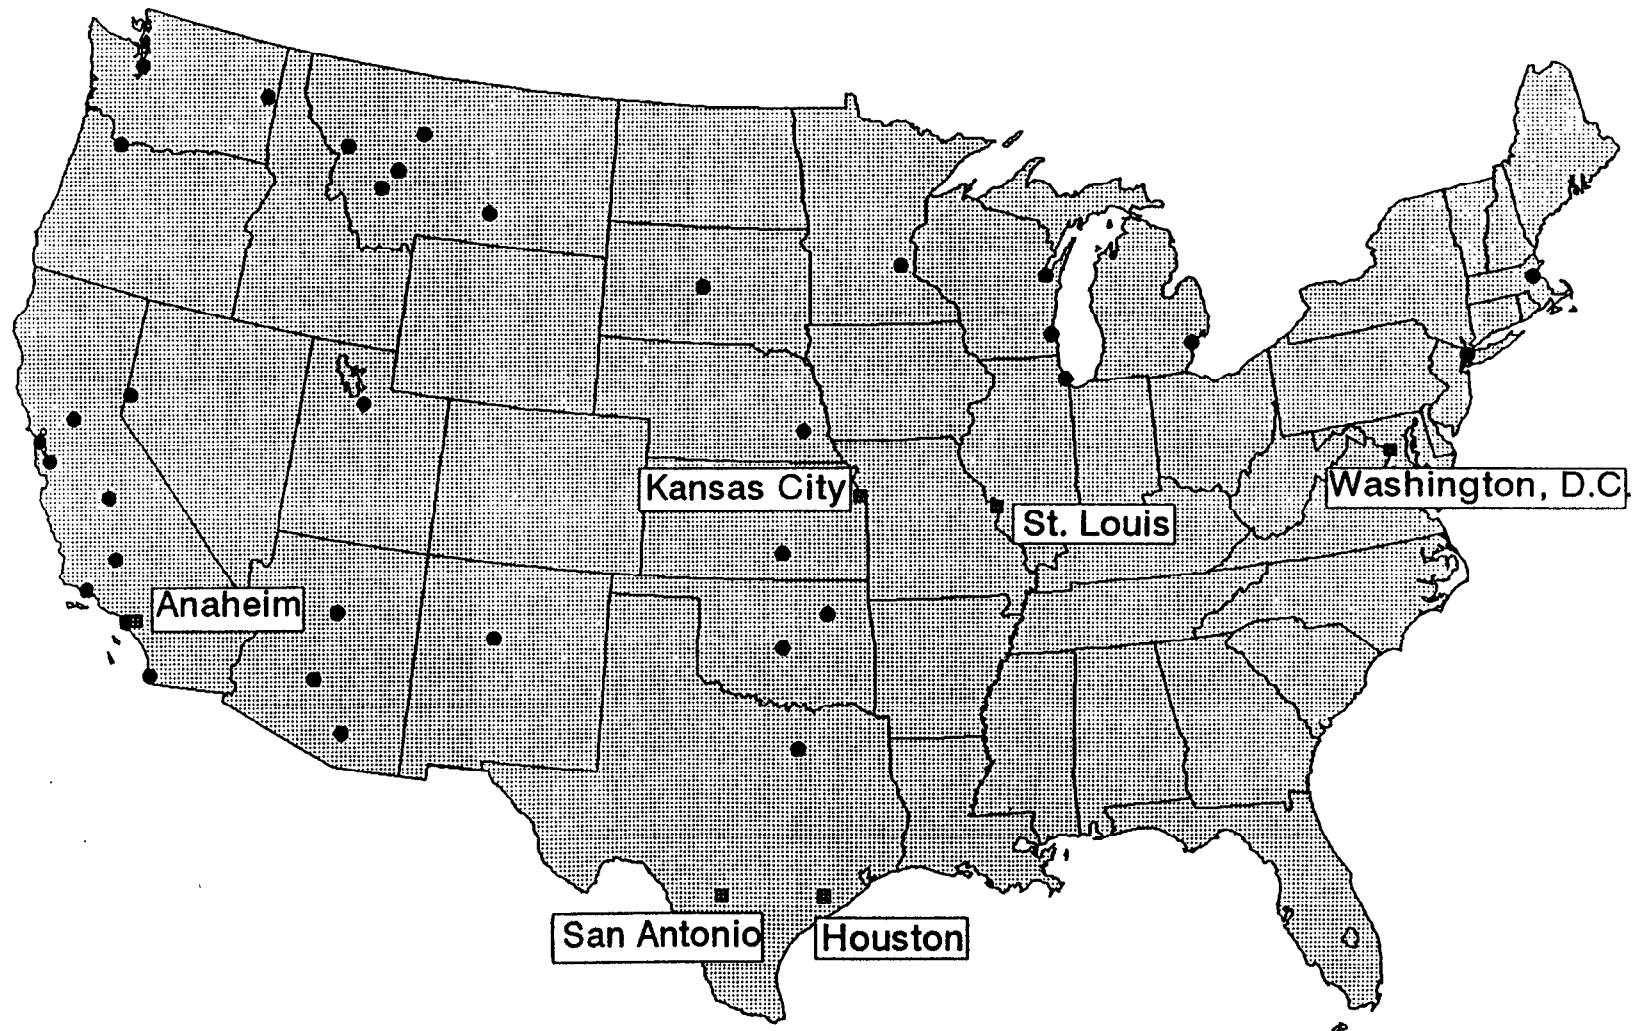 Kansas City
Washington, D.C.
St. Louis
Anaheim
San Antonio
Houston